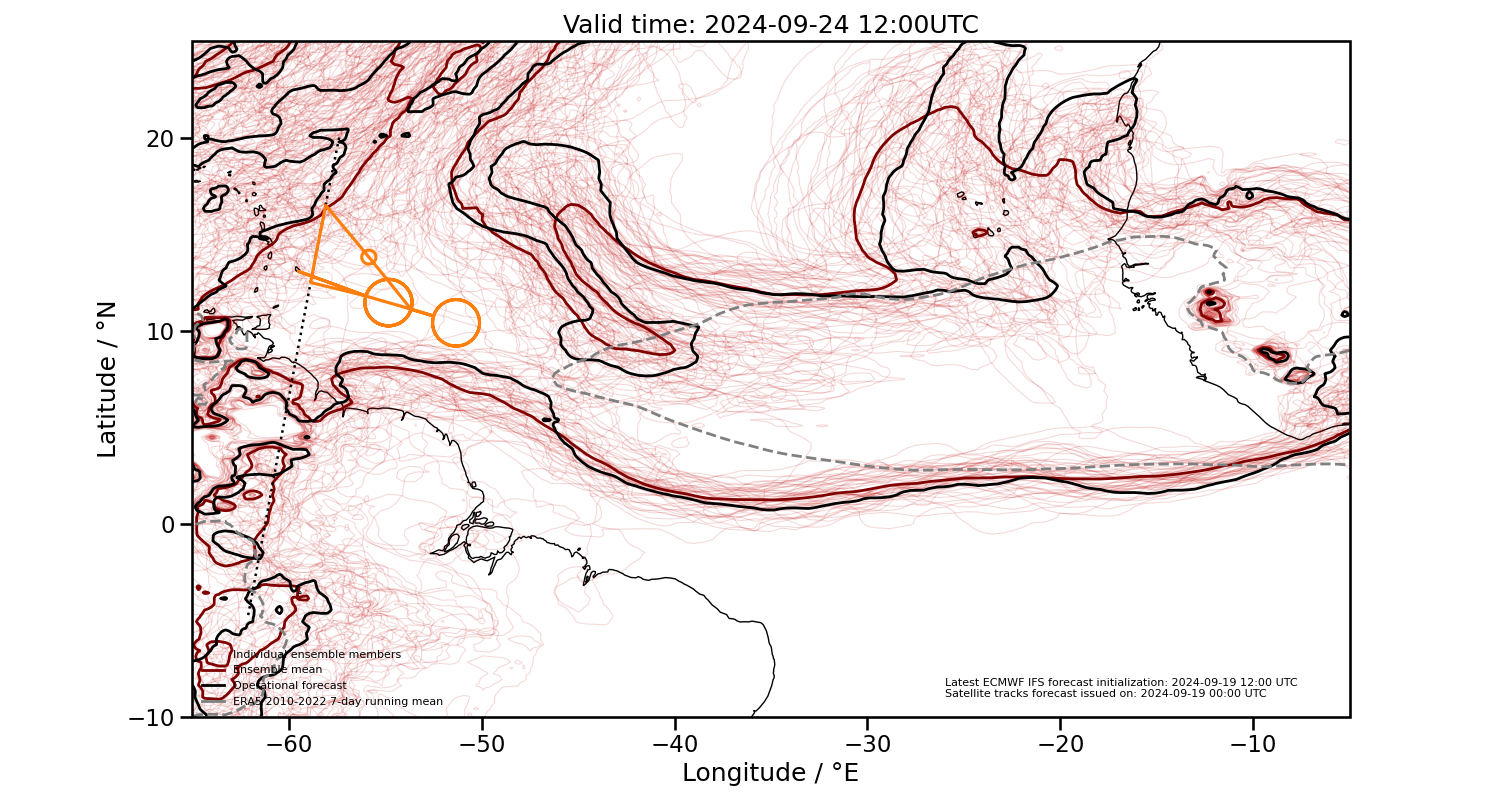 Valid time: 2024-09-24 12:00UTC
Latitude / °N
20
10
0
−10
Individual ensemble members
Ensemble mean
Operational forecast
ERA5 2010-2022 7-day running mean
Latest ECMWF IFS forecast initialization: 2024-09-19 12:00 UTC
Satellite tracks forecast issued on: 2024-09-19 00:00 UTC
−60 −50 −40 −30 −20 −10
Longitude / °E